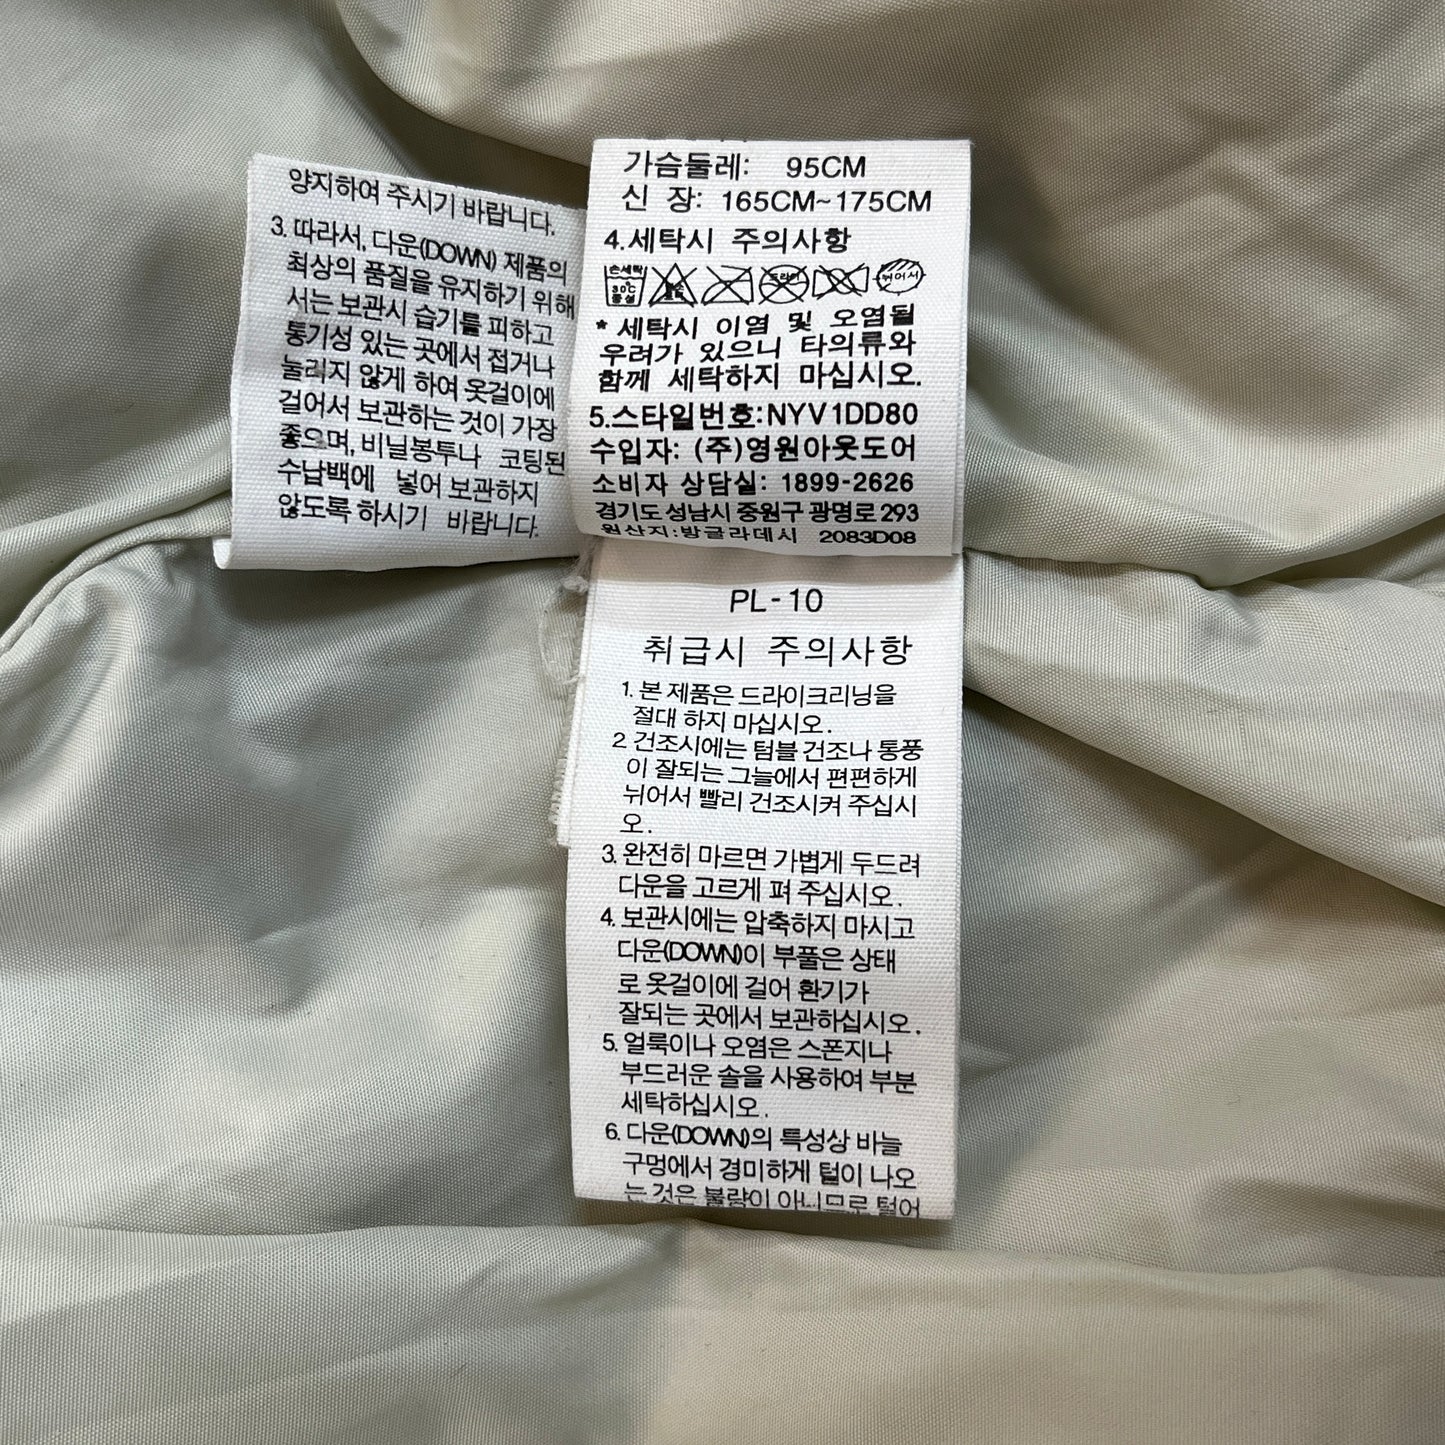 양지하여 주시기 바랍니다.
3. 따라서, 다운(DOWN) 제품의
최상의 품질을 유지하기 위해
서는 보관시 습기를 피하고
통기성 있는 곳에서 접거나
눌리지 않게 하여 옷걸이에
걸어서 보관하는 것이 가장
좋으며, 비닐봉투나 코팅된
수납백에 넣어 보관하지
않도록 하시기 바랍니다.
가슴둘레: 95CM
신 장: 165CM~175CM
4.세탁시 주의사항
손세탁 30℃ 중성
드라이
뉘어서
* 세탁시 이염 및 오염될
우려가 있으니 타의류와
함께 세탁하지 마십시오.
5.스타일번호:NYV1DD80
수입자: (주)영원아웃도어
소비자 상담실: 1899-2626
경기도 성남시 중원구 광명로 293
원산지:방글라데시 2083D08
PL-10
취급시 주의사항
1. 본 제품은 드라이크리닝을
절대 하지 마십시오.
2. 건조시에는 텀블 건조나 통풍
이 잘되는 그늘에서 편편하게
뉘어서 빨리 건조시켜 주십시
오.
3. 완전히 마르면 가볍게 두드려
다운을 고르게 펴 주십시오.
4. 보관시에는 압축하지 마시고
다운(DOWN)이 부풀은 상태
로 옷걸이에 걸어 환기가
잘되는 곳에서 보관하십시오.
5. 얼룩이나 오염은 스폰지나
부드러운 솔을 사용하여 부분
세탁하십시오.
6. 다운(DOWN)의 특성상 바늘
구멍에서 경미하게 털이 나오
는 것은 불량이 아니므로 털어